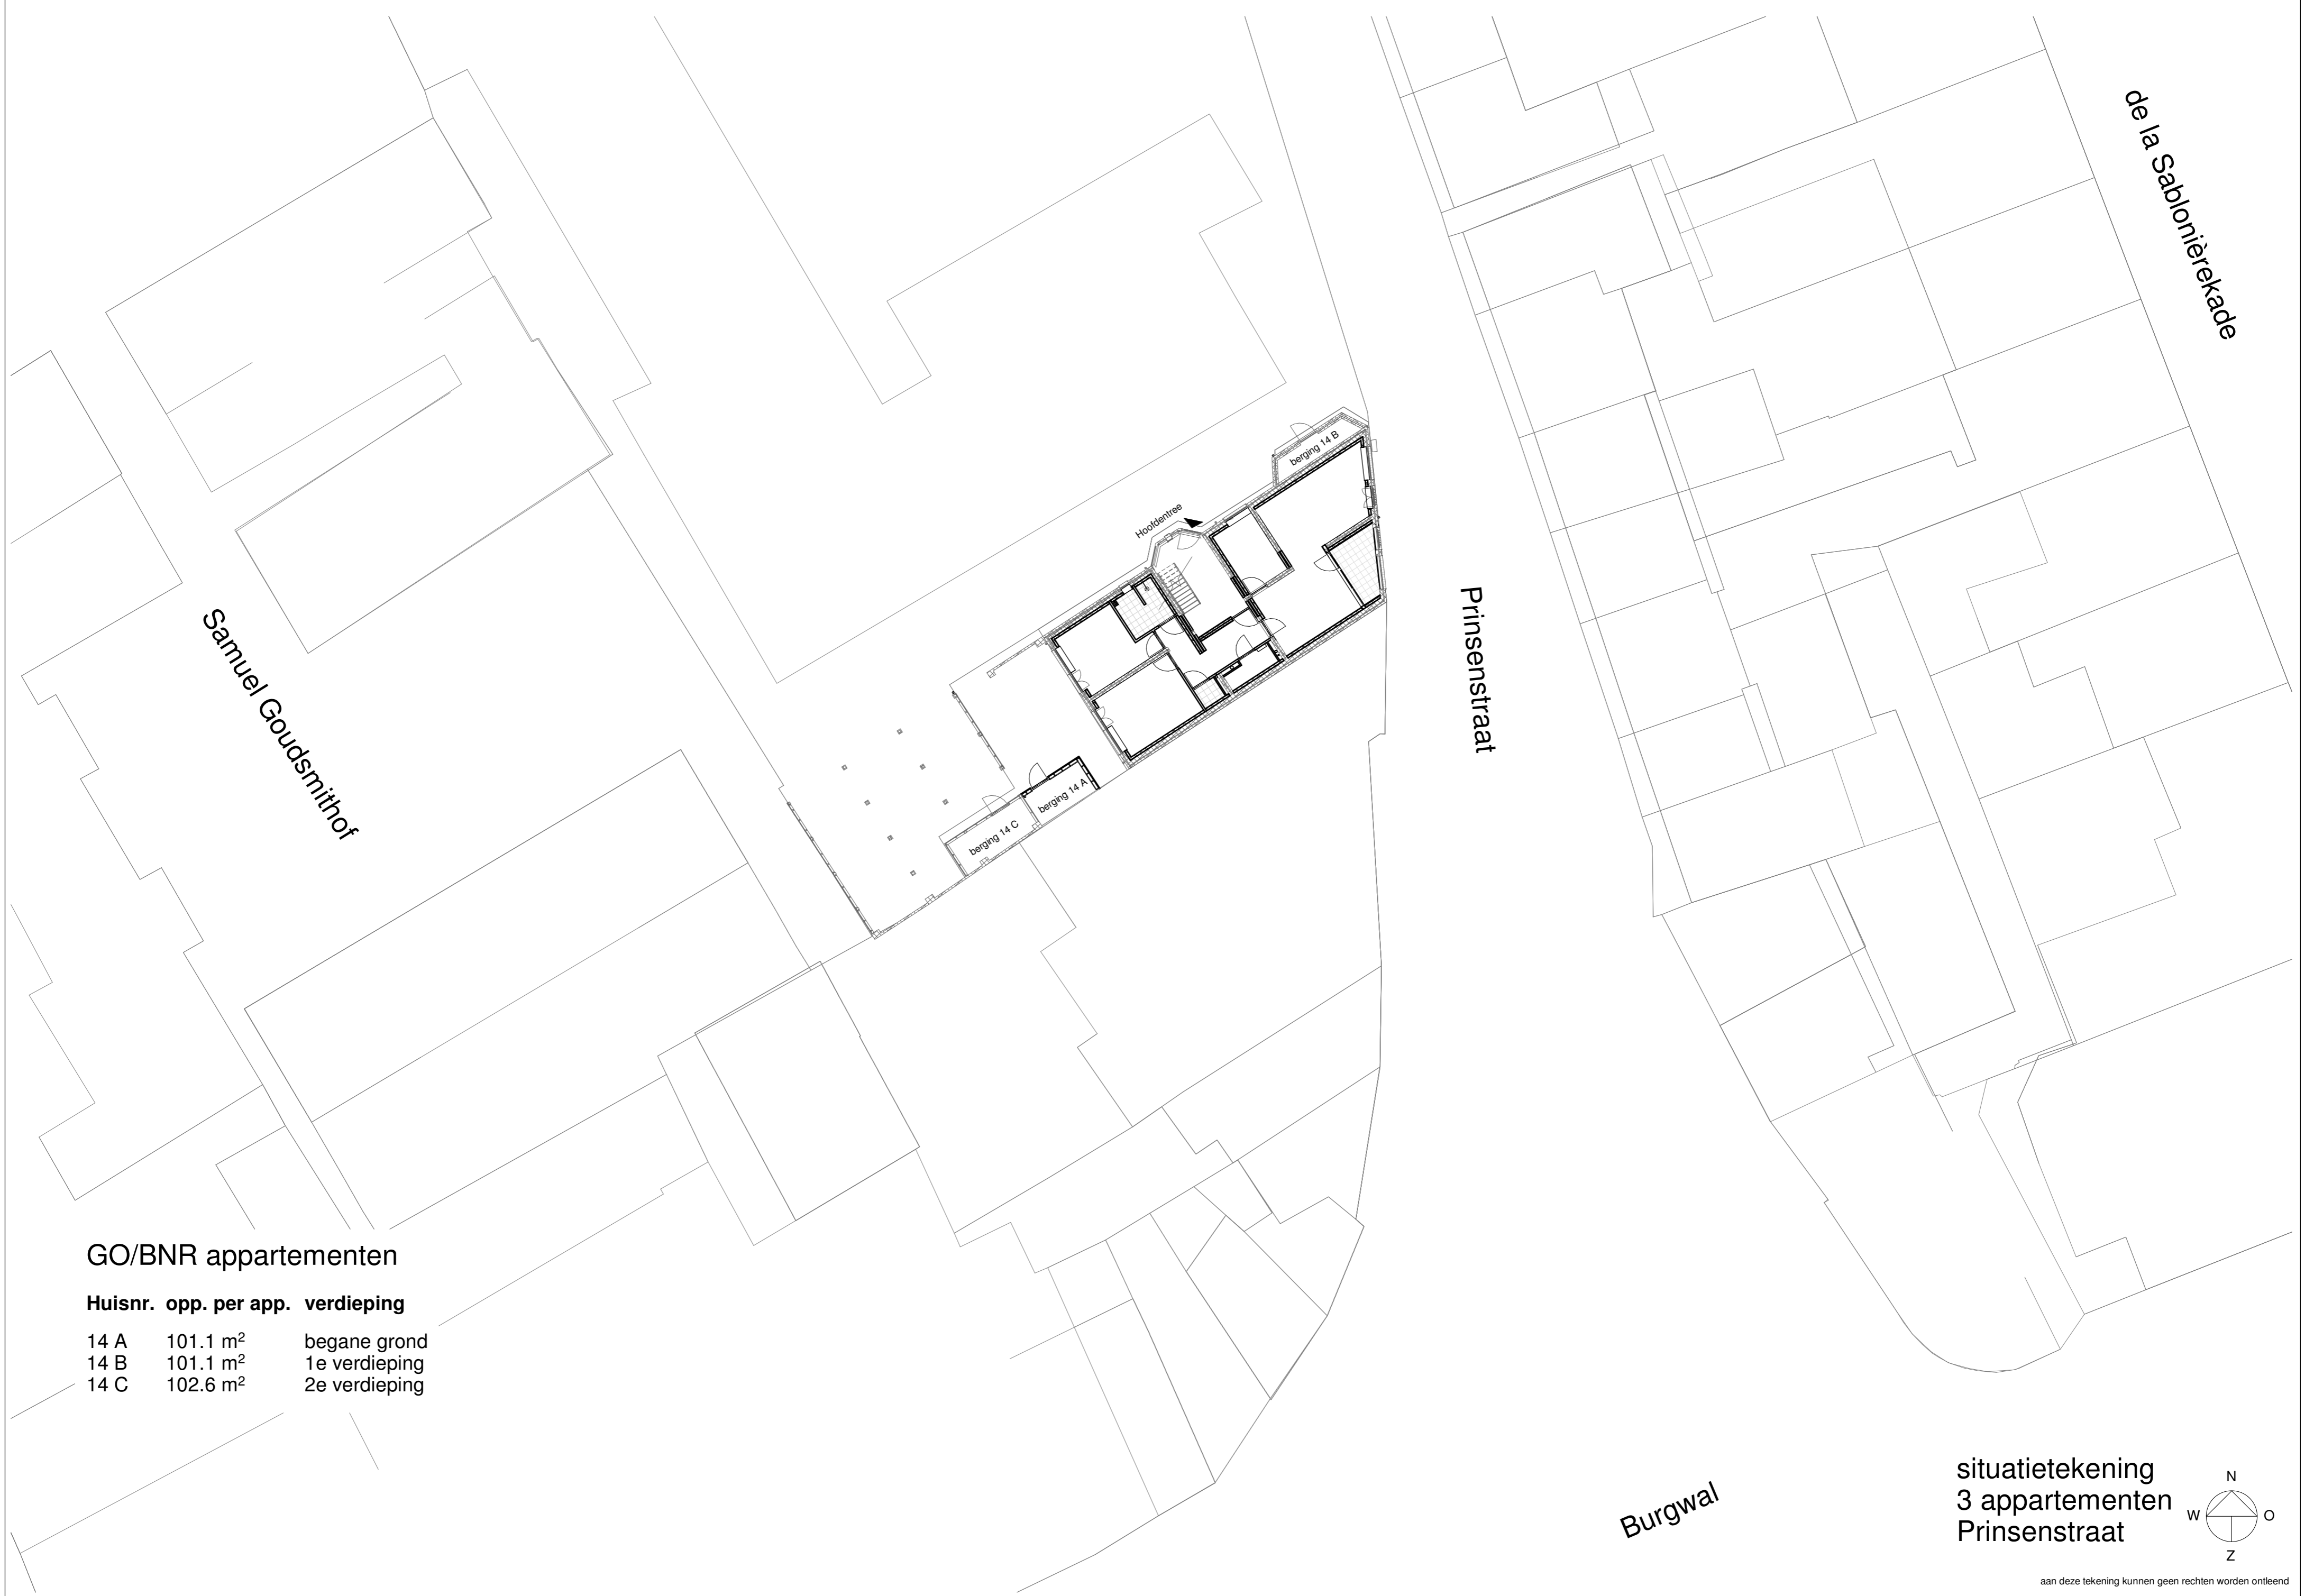 de la Sablonièrekade
berging 14 B
Hoofdentree
Samuel Goudsmithof
Prinsenstraat
berging 14 A
berging 14 C
GO/BNR appartementen
Huisnr. opp. per app. verdieping
14 A 101.1 m² begane grond
14 B 101.1 m² 1e verdieping
14 C 102.6 m² 2e verdieping
Burgwal
situatietekening
3 appartementen
Prinsenstraat
N
W O
Z
aan deze tekening kunnen geen rechten worden ontleend